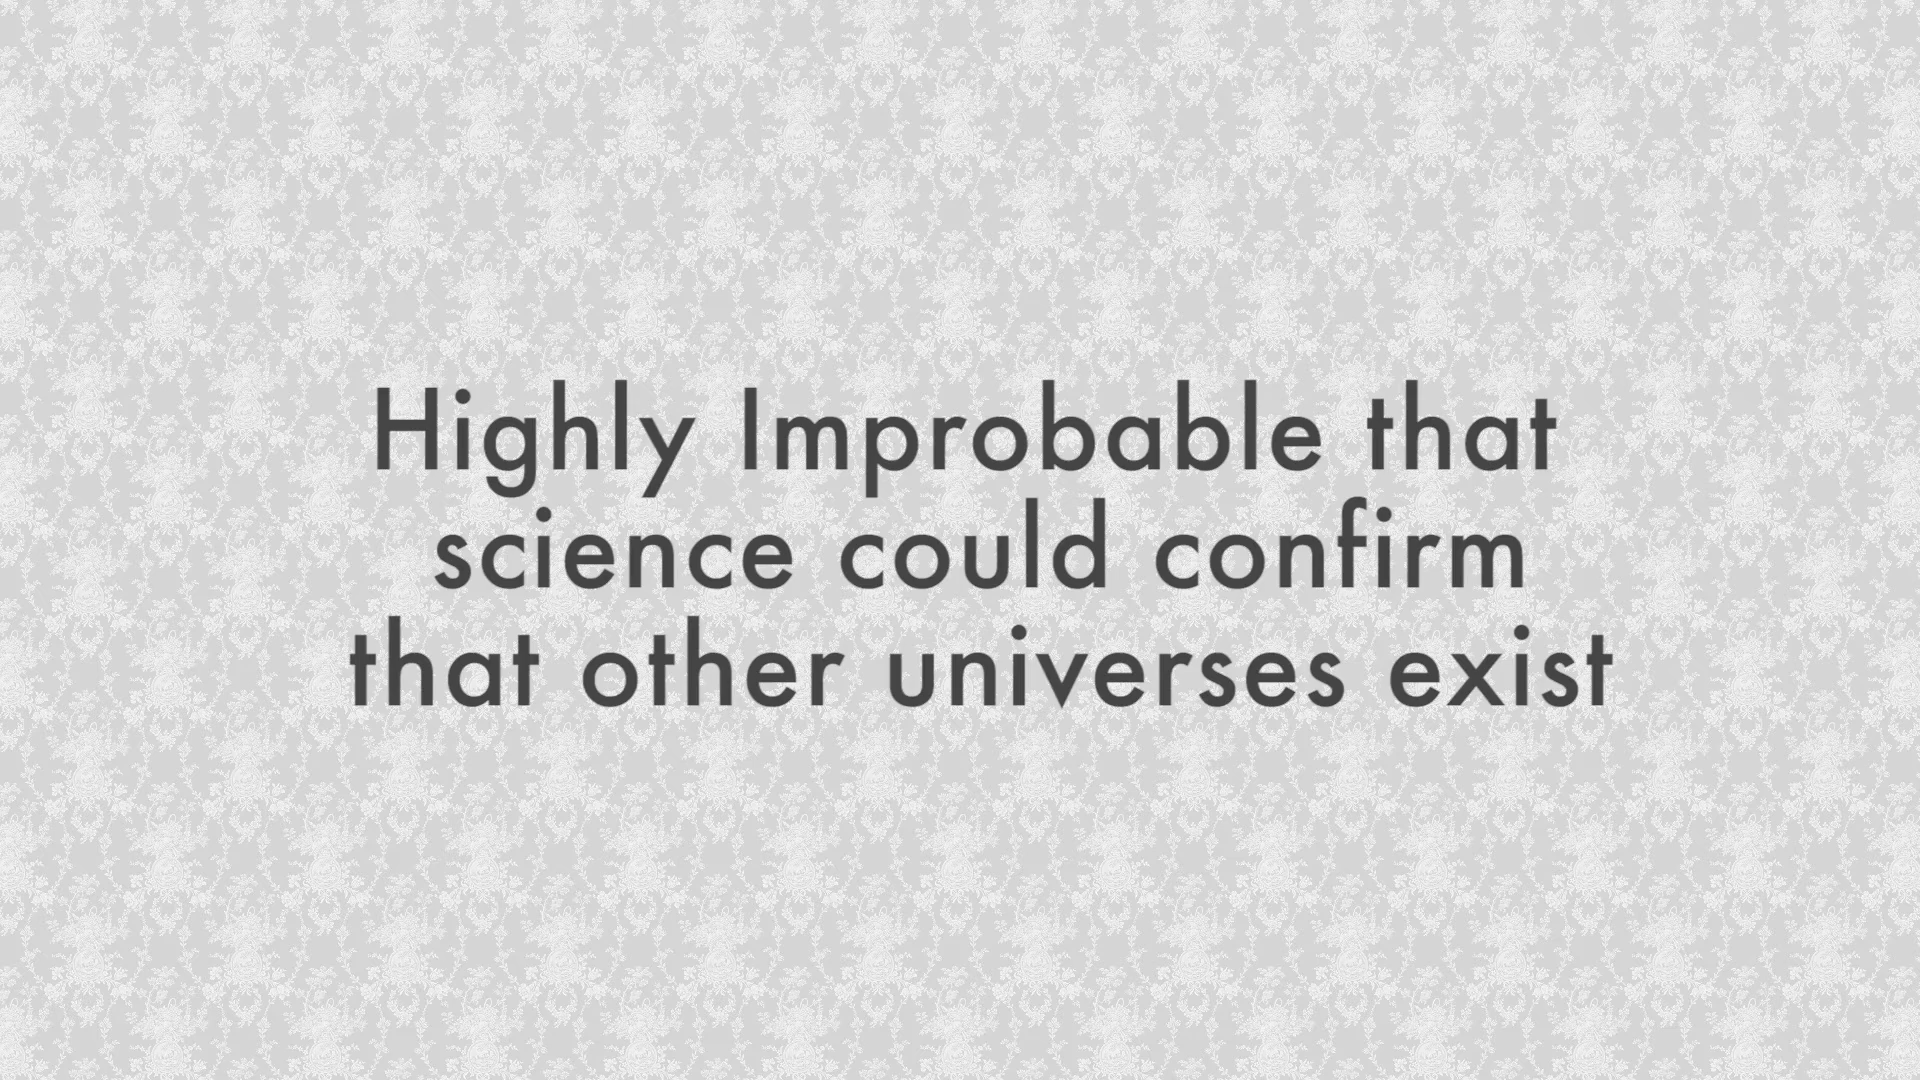 Highly Improbable that
science could confirm
that other universes exist